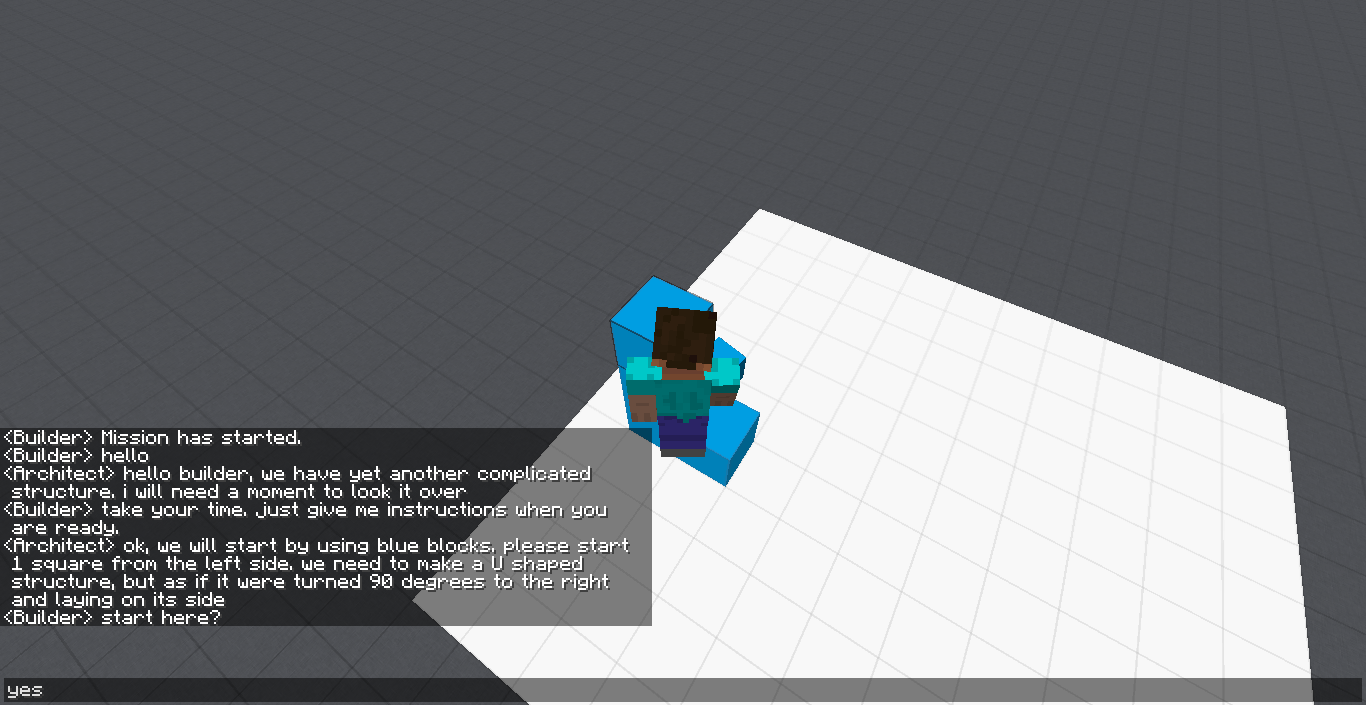 <Builder> Mission has started.
<Builder> hello
<Architect> hello builder, we have yet another complicated
structure. i will need a moment to look it over
<Builder> take your time. just give me instructions when you
are ready.
<Architect> ok, we will start by using blue blocks. please start
1 square from the left side. we need to make a U shaped
structure, but as if it were turned 90 degrees to the right
and laying on its side
<Builder> start here?
yes